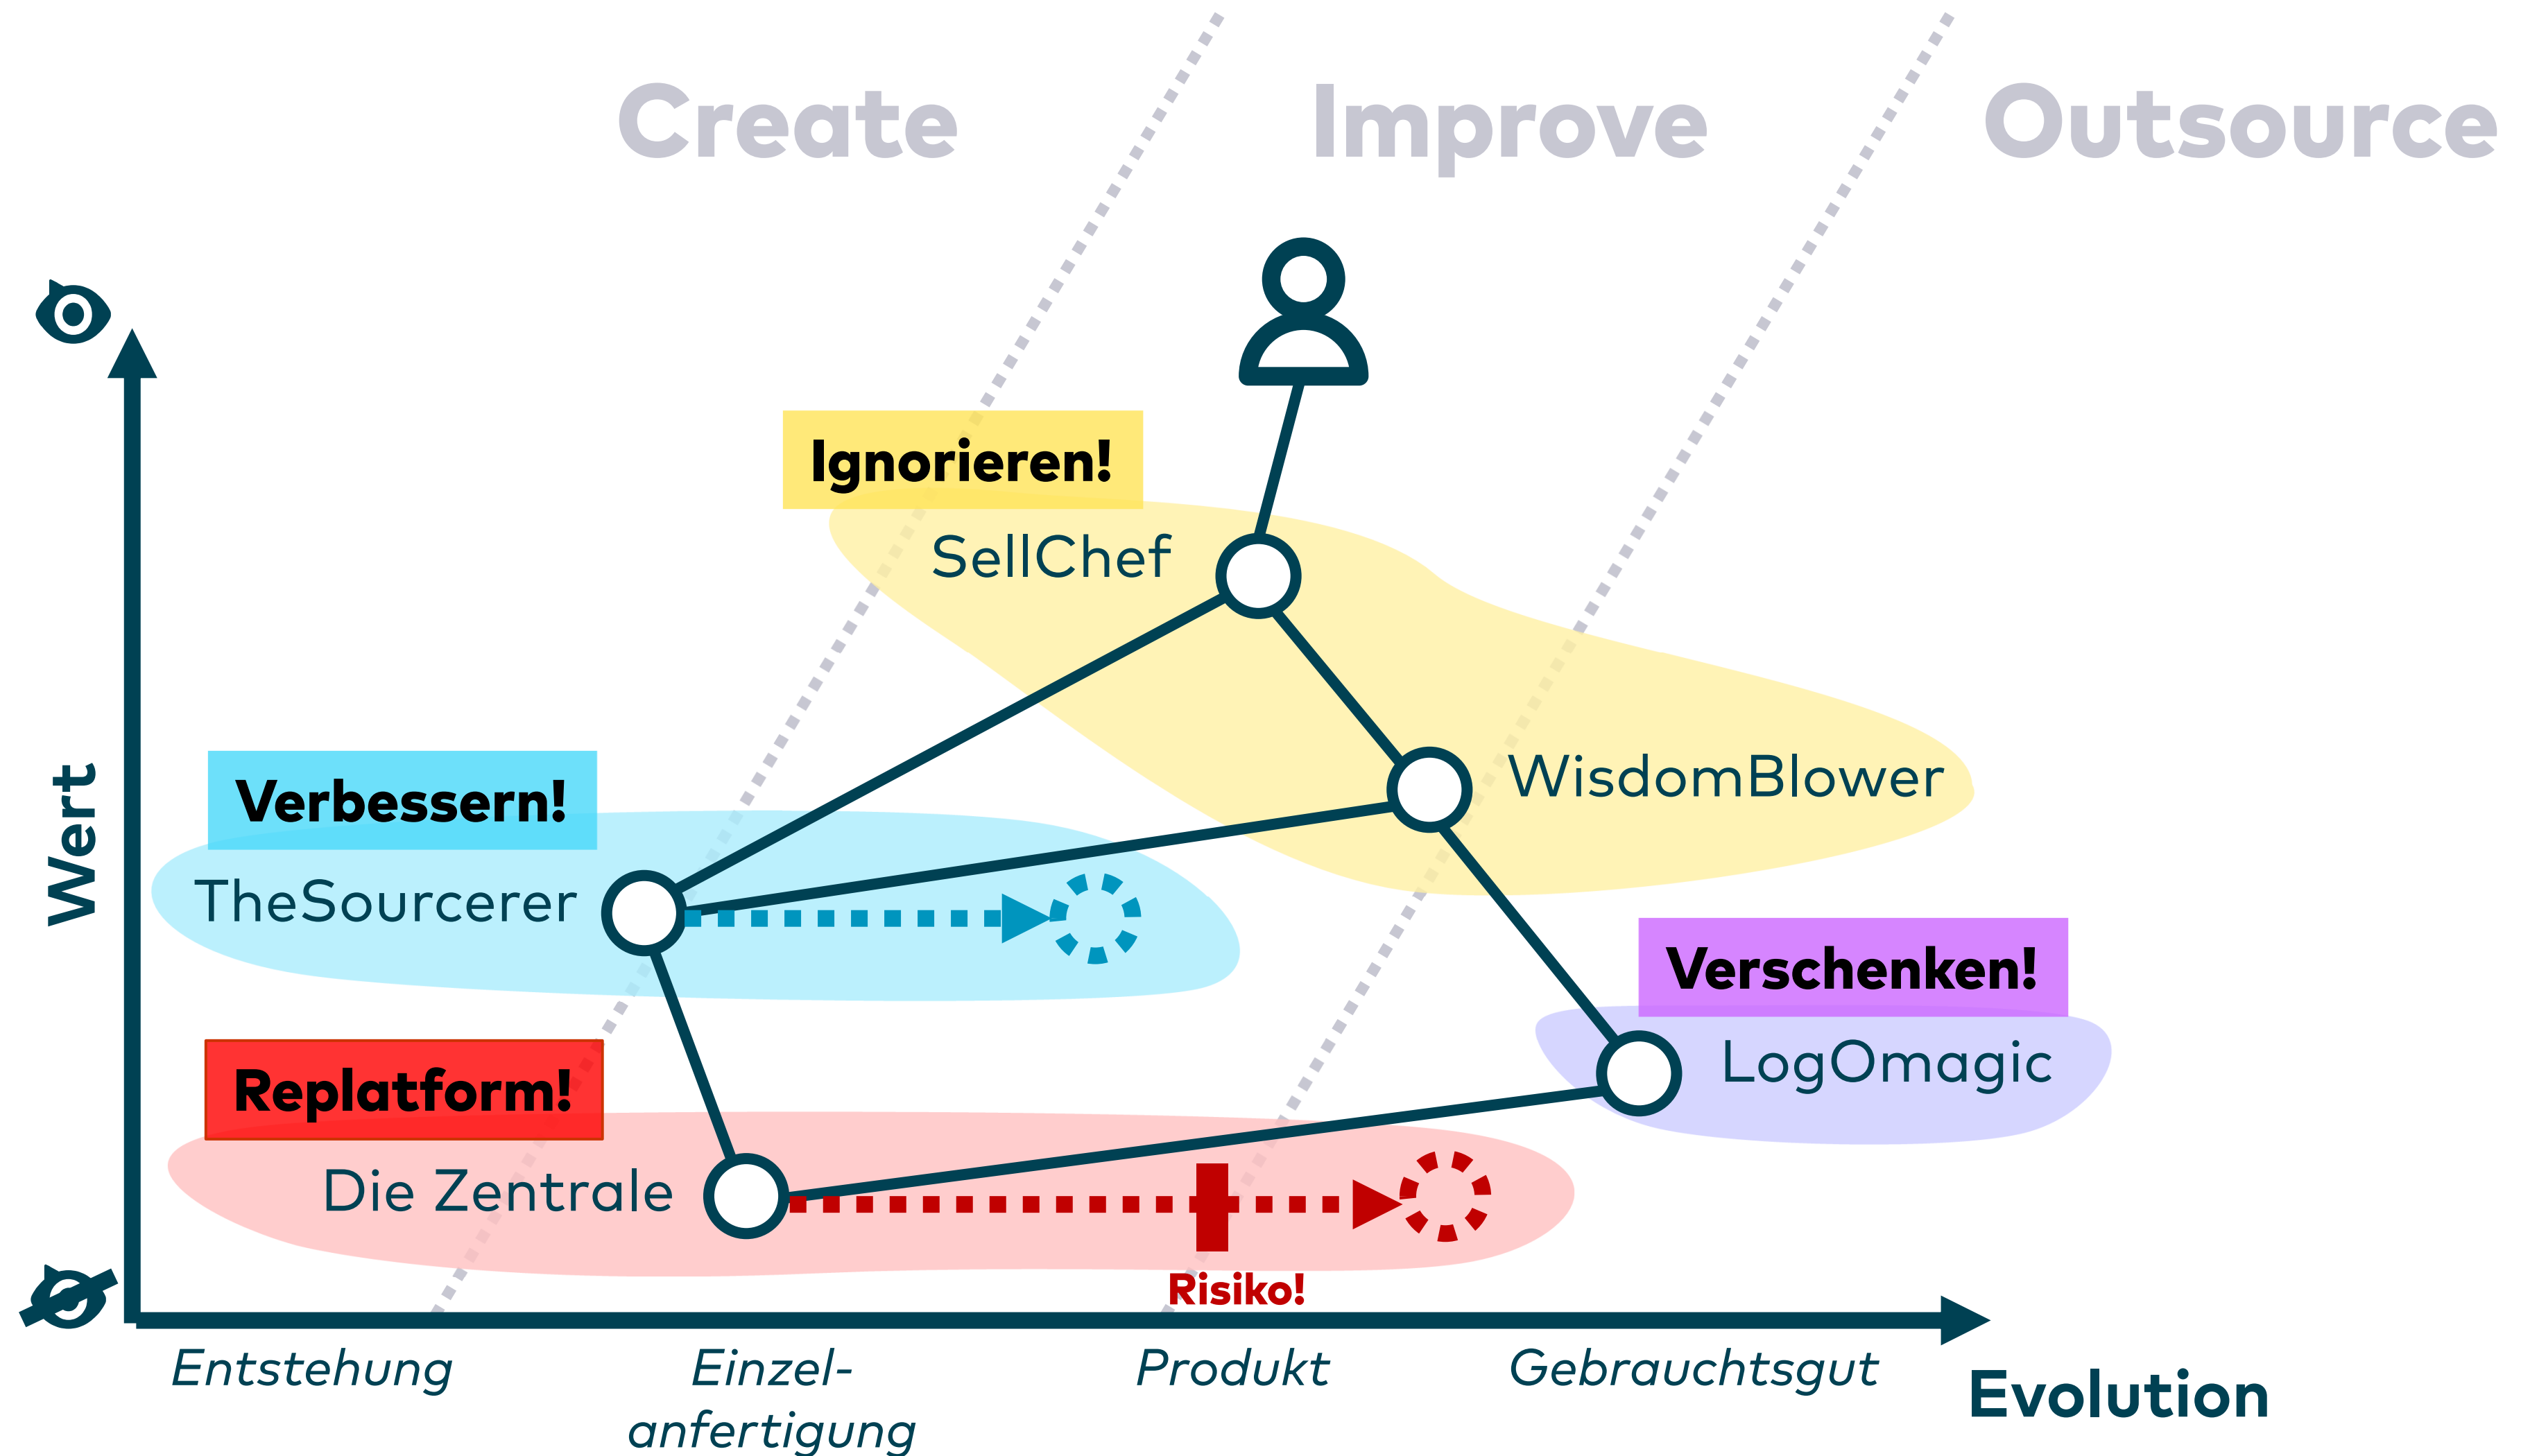 Create
Improve
Outsource
Ignorieren!
SellChef
Wert
Verbessern!
WisdomBlower
TheSourcerer
Verschenken!
LogOmagic
Replatform!
Die Zentrale
Risiko!
Entstehung
Einzel-
anfertigung
Produkt
Gebrauchtsgut
Evolution